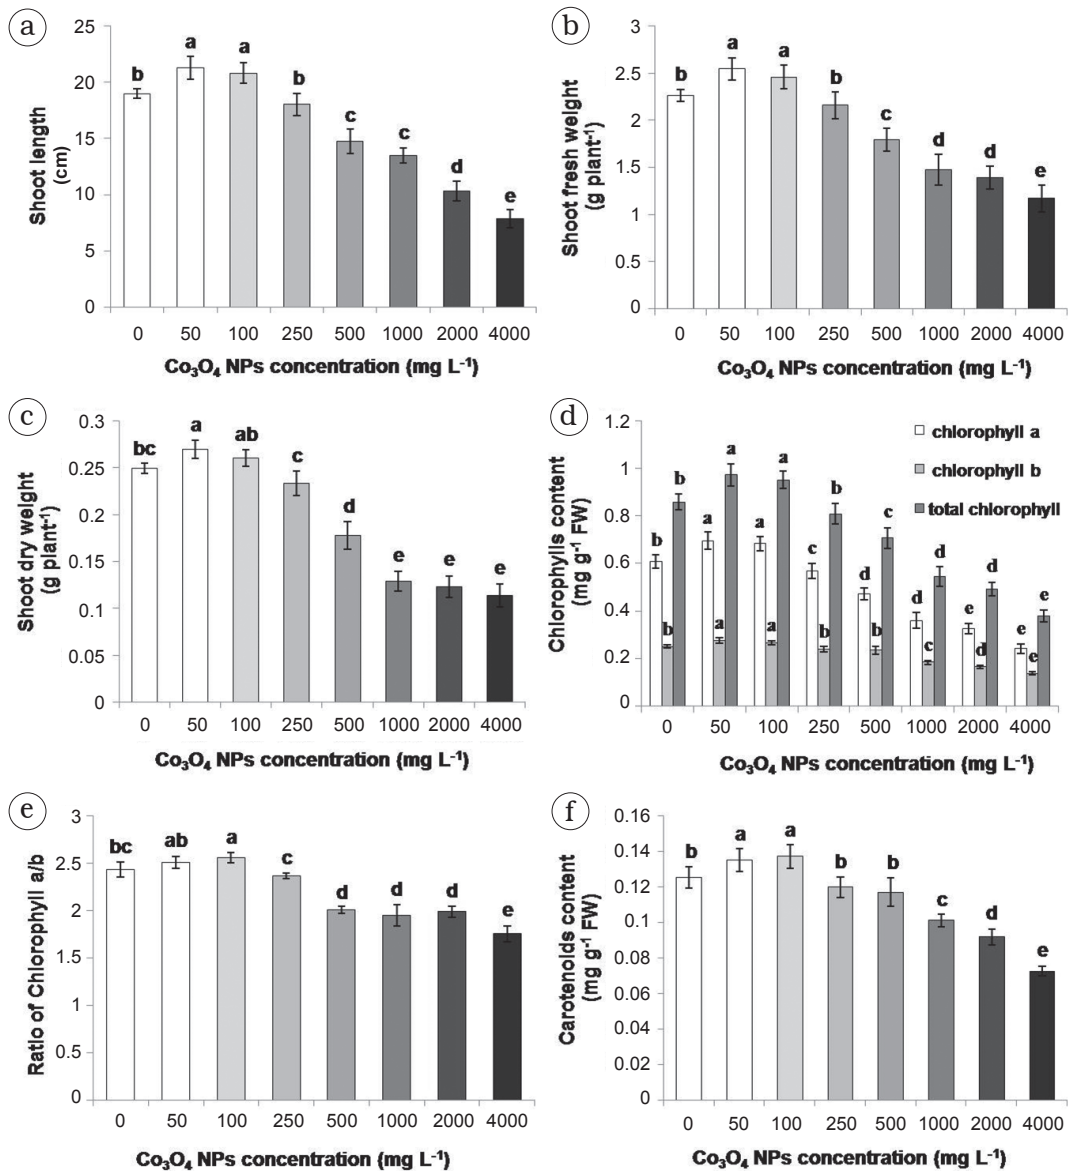 a
25
20
15
10
5
0
Shoot length
(cm)
b a a b c c d e
0 50 100 250 500 1000 2000 4000
Co₃O₄ NPs concentration (mg L⁻¹)
b
3
2.5
2
1.5
1
0.5
0
Shoot fresh weight
(g plant⁻¹)
b a a b c d d e
0 50 100 250 500 1000 2000 4000
Co₃O₄ NPs concentration (mg L⁻¹)
c
0.3
0.25
0.2
0.15
0.1
0.05
0
Shoot dry weight
(g plant⁻¹)
bc a ab c d e e e
0 50 100 250 500 1000 2000 4000
Co₃O₄ NPs concentration (mg L⁻¹)
d
1.2
1
0.8
0.6
0.4
0.2
0
Chlorophylls content
(mg g⁻¹ FW)
chlorophyll a
chlorophyll b
total chlorophyll
b b b a a a a a a c b b d b c d c d e d d e e e
0 50 100 250 500 1000 2000 4000
Co₃O₄ NPs concentration (mg L⁻¹)
e
3
2.5
2
1.5
1
0.5
0
Ratio of Chlorophyll a/b
bc ab a c d d d e
0 50 100 250 500 1000 2000 4000
Co₃O₄ NPs concentration (mg L⁻¹)
f
0.16
0.14
0.12
0.1
0.08
0.06
0.04
0.02
0
Carotenoids content
(mg g⁻¹ FW)
b a a b b c d e
0 50 100 250 500 1000 2000 4000
Co₃O₄ NPs concentration (mg L⁻¹)